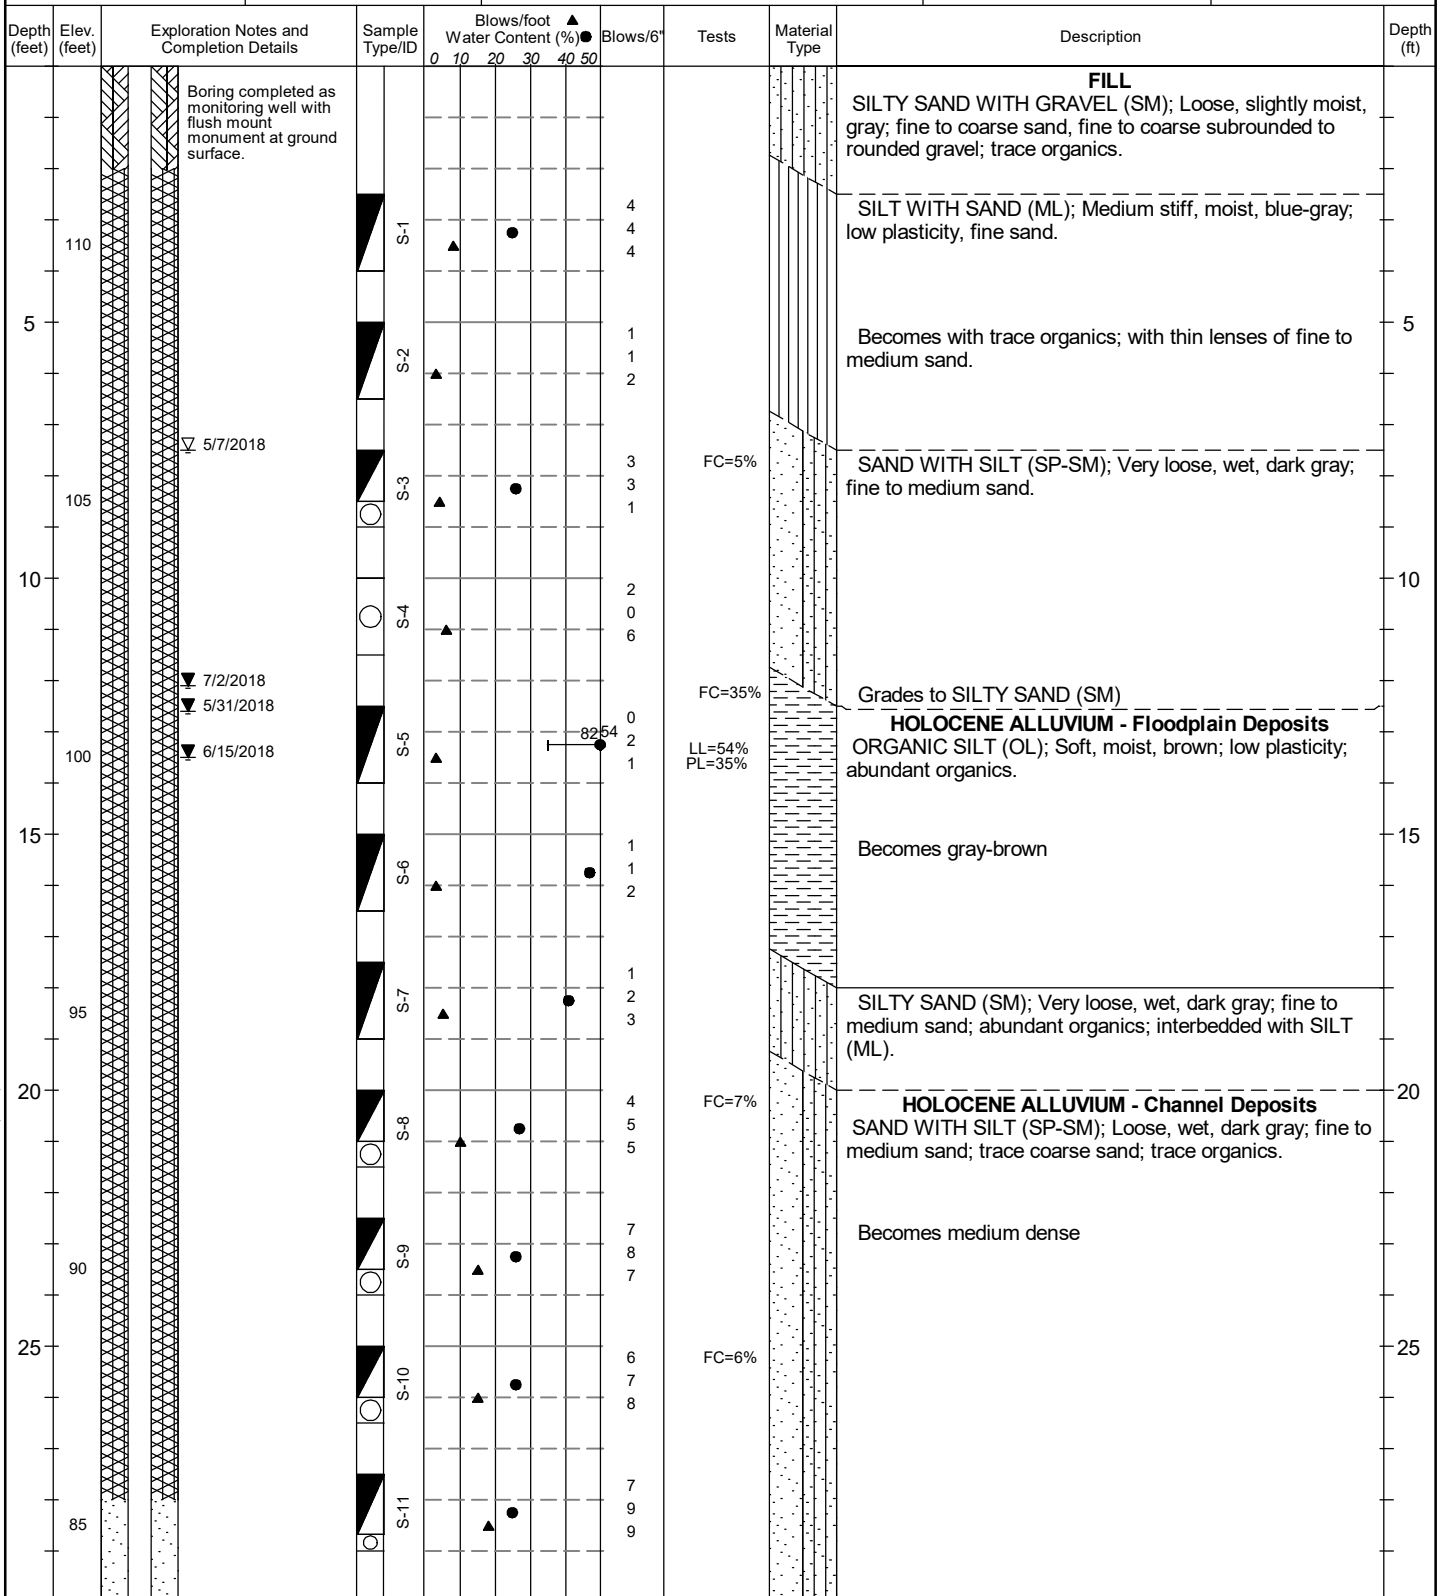 Depth (feet)
Elev. (feet)
Exploration Notes and Completion Details
Sample Type/ID
Blows/foot ▲
Water Content (%)●
0 10 20 30 40 50
Blows/6"
Tests
Material Type
Description
Depth (ft)
Boring completed as
monitoring well with
flush mount
monument at ground
surface.
FILL
SILTY SAND WITH GRAVEL (SM); Loose, slightly moist,
gray; fine to coarse sand, fine to coarse subrounded to
rounded gravel; trace organics.
SILT WITH SAND (ML); Medium stiff, moist, blue-gray;
low plasticity, fine sand.
110
S-1
4
4
4
5
S-2
1
1
2
Becomes with trace organics; with thin lenses of fine to
medium sand.
5
5/7/2018
105
S-3
3
3
1
FC=5%
SAND WITH SILT (SP-SM); Very loose, wet, dark gray;
fine to medium sand.
10
S-4
2
0
6
10
7/2/2018
5/31/2018
6/15/2018
FC=35%
Grades to SILTY SAND (SM)
100
S-5
82 54
0
2
1
LL=54%
PL=35%
HOLOCENE ALLUVIUM - Floodplain Deposits
ORGANIC SILT (OL); Soft, moist, brown; low plasticity;
abundant organics.
15
S-6
1
1
2
Becomes gray-brown
15
95
S-7
1
2
3
SILTY SAND (SM); Very loose, wet, dark gray; fine to
medium sand; abundant organics; interbedded with SILT
(ML).
20
S-8
4
5
5
FC=7%
HOLOCENE ALLUVIUM - Channel Deposits
SAND WITH SILT (SP-SM); Loose, wet, dark gray; fine to
medium sand; trace coarse sand; trace organics.
20
90
S-9
7
8
7
Becomes medium dense
25
S-10
6
7
8
FC=6%
25
85
S-11
7
9
9